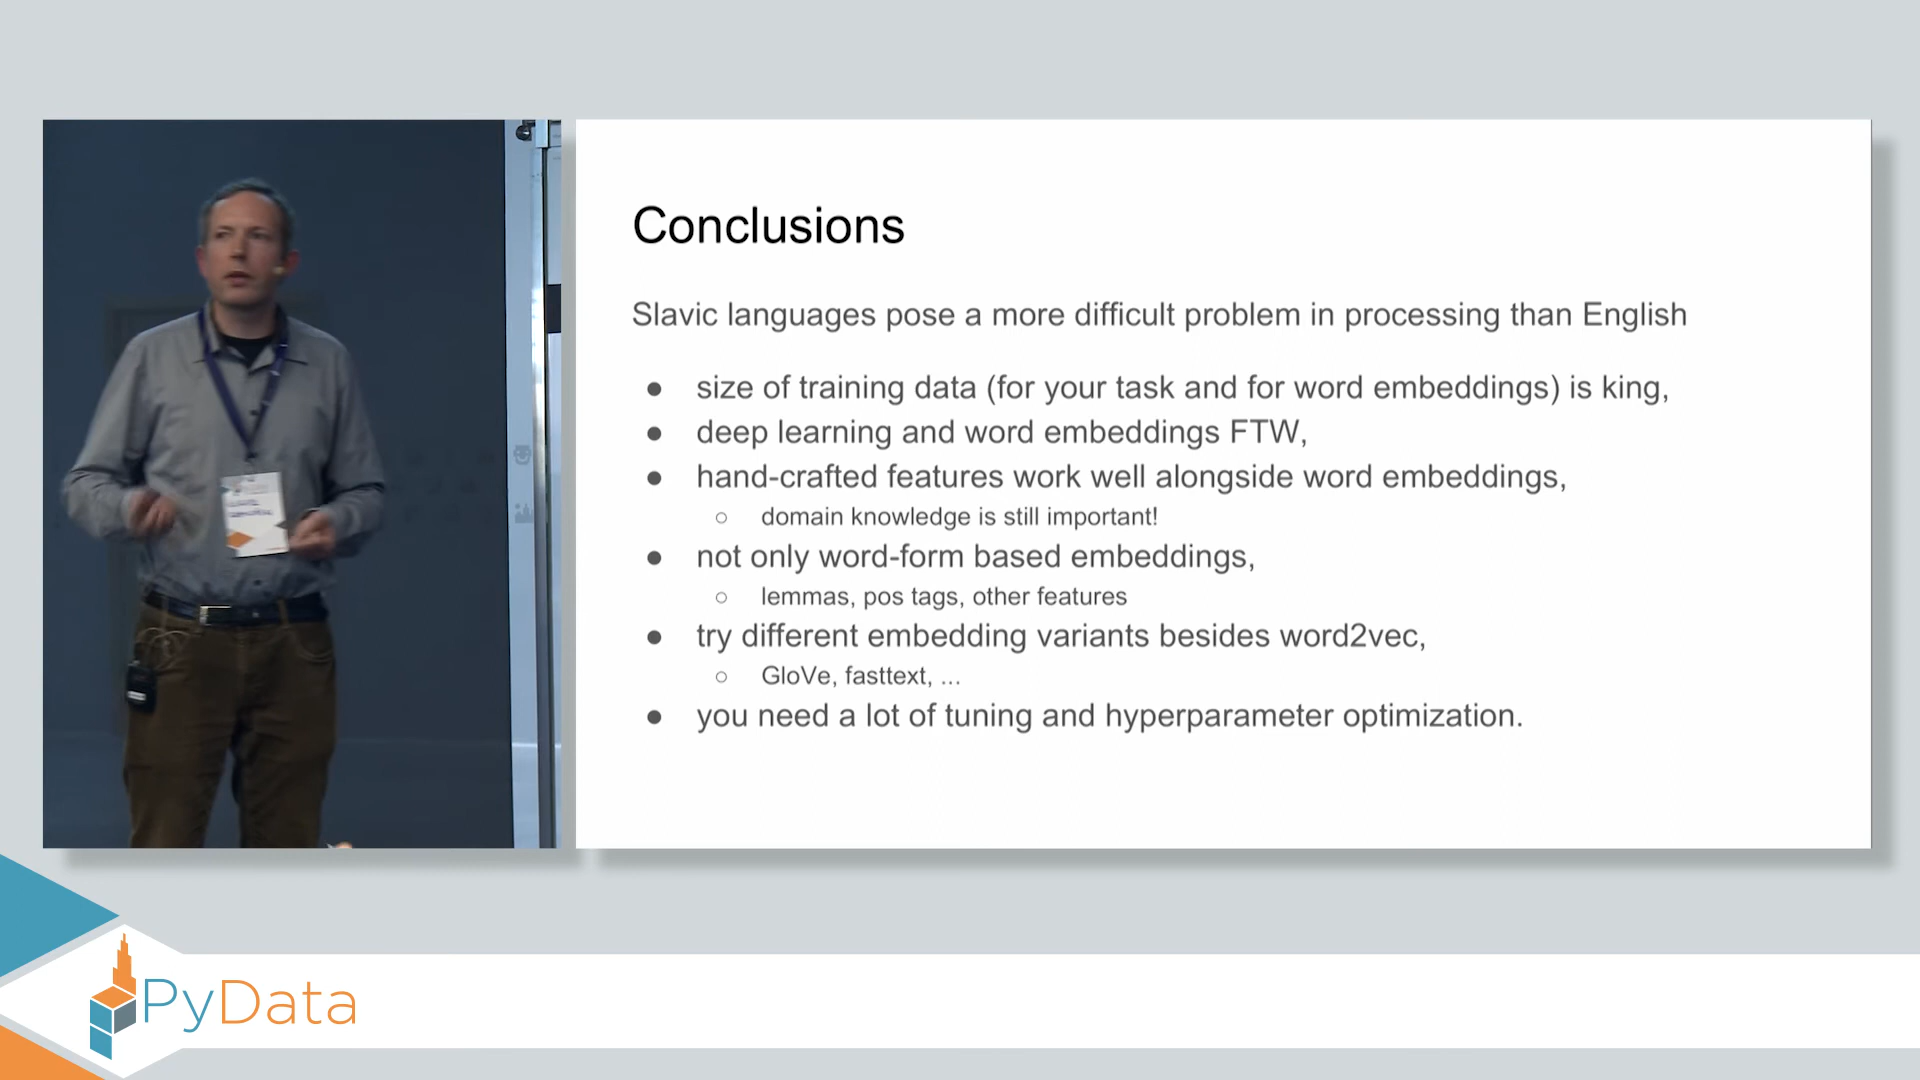 Conclusions
Slavic languages pose a more difficult problem in processing than English
● size of training data (for your task and for word embeddings) is king,
● deep learning and word embeddings FTW,
● hand-crafted features work well alongside word embeddings,
○ domain knowledge is still important!
● not only word-form based embeddings,
○ lemmas, pos tags, other features
● try different embedding variants besides word2vec,
○ GloVe, fasttext, ...
● you need a lot of tuning and hyperparameter optimization.
PyData